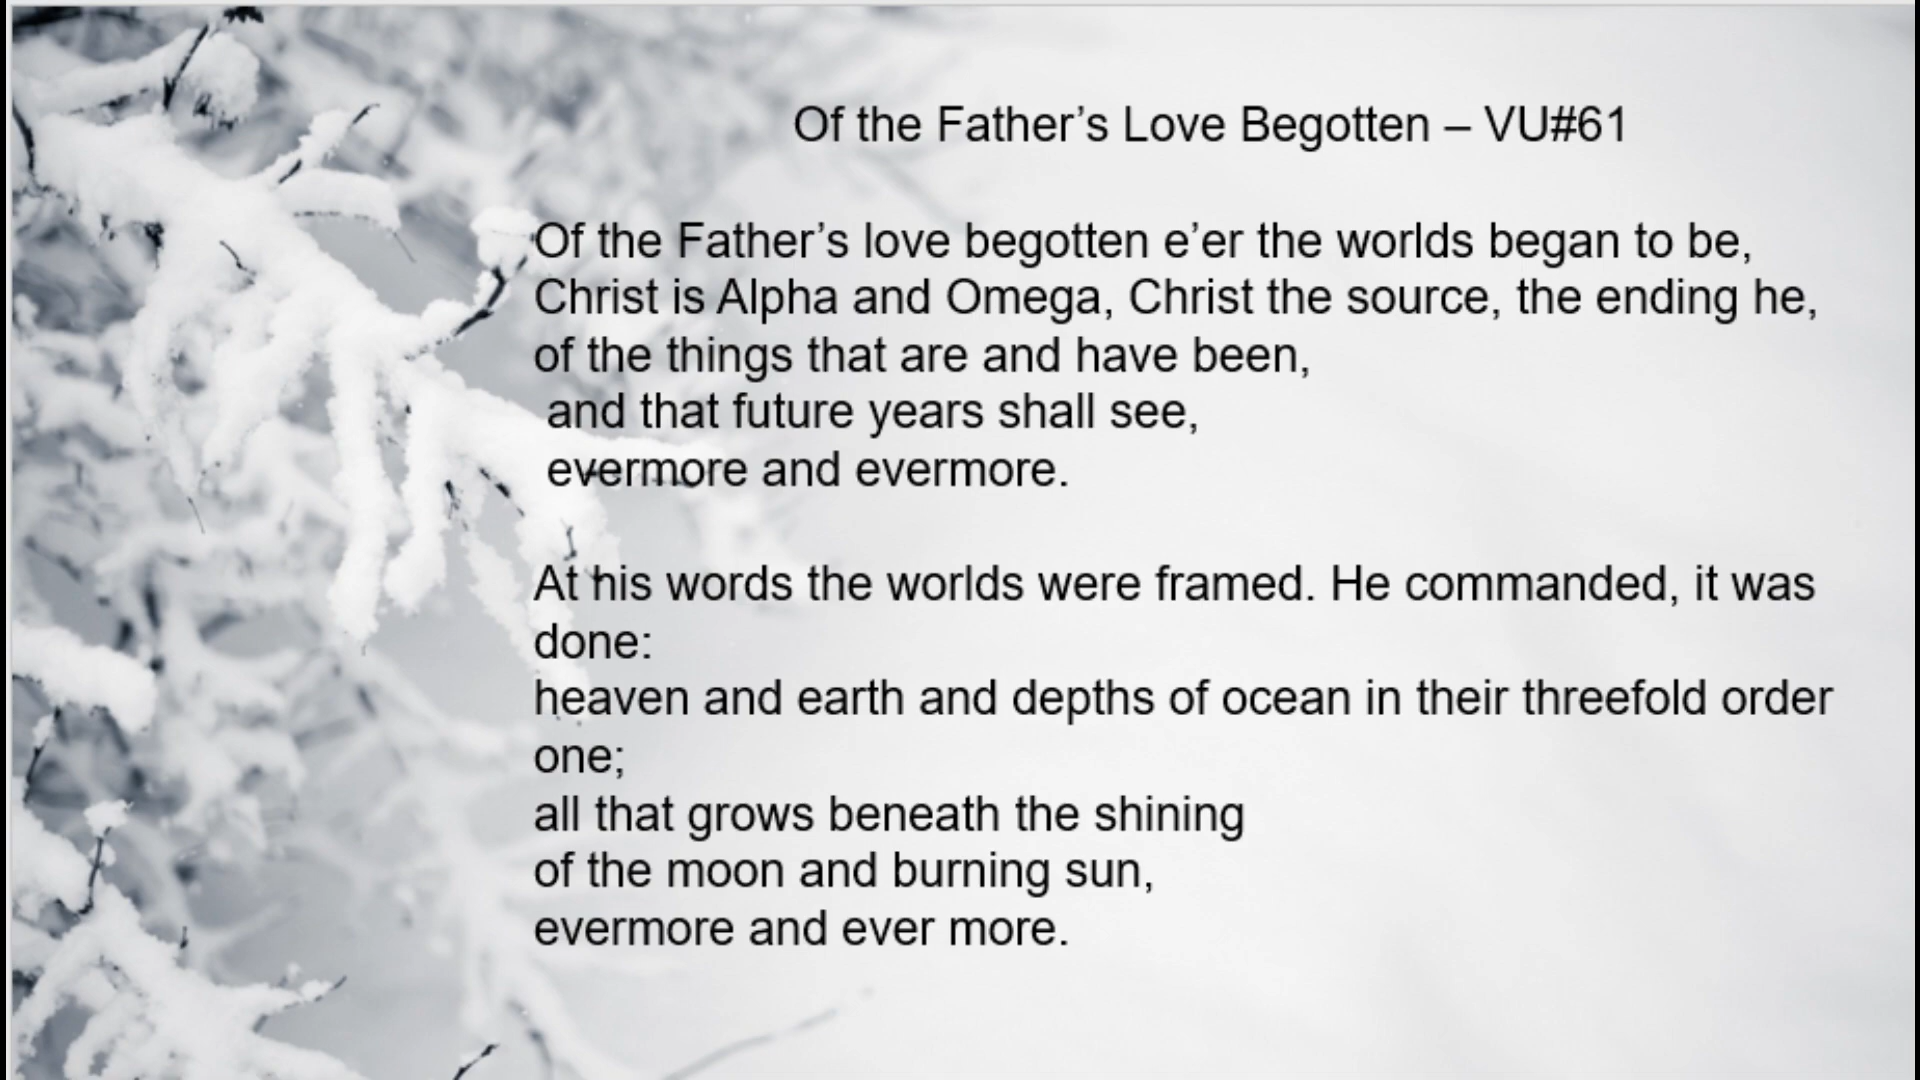 Of the Father’s Love Begotten – VU#61
Of the Father’s love begotten e’er the worlds began to be,
Christ is Alpha and Omega, Christ the source, the ending he,
of the things that are and have been,
and that future years shall see,
evermore and evermore.
At his words the worlds were framed. He commanded, it was
done:
heaven and earth and depths of ocean in their threefold order
one;
all that grows beneath the shining
of the moon and burning sun,
evermore and ever more.